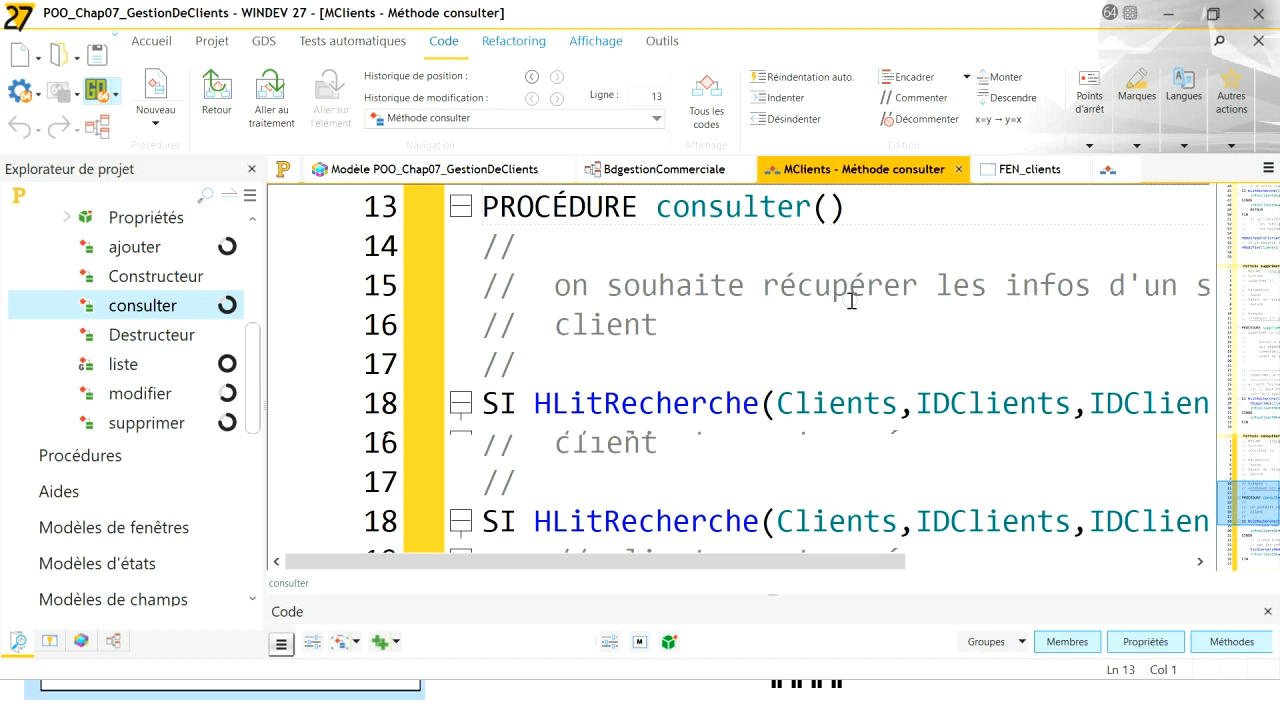 27 POO_Chap07_GestionDeClients - WINDEV 27 - [MClients - Méthode consulter]
64
Accueil Projet GDS Tests automatiques Code Refactoring Affichage Outils
GO
Nouveau
Procédures
Retour
Aller au traitement
Aller sur l'élément
Historique de position :
Historique de modification :
Ligne : 13
Méthode consulter
Navigation
Tous les codes
Affichage
Réindentation auto.
Indenter
Désindenter
Encadrer
// Commenter
Décommenter
Monter
Descendre
x=y → y=x
Edition
Points d'arrêt
Marques
Langues
Autres actions
Explorateur de projet
Modèle POO_Chap07_GestionDeClients
BdgestionCommerciale
MClients - Méthode consulter
FEN_clients
Propriétés
ajouter
Constructeur
consulter
Destructeur
liste
modifier
supprimer
Procédures
Aides
Modèles de fenêtres
Modèles d'états
Modèles de champs
13 PROCÉDURE consulter()
14 //
15 // on souhaite récupérer les infos d'un s
16 // client
17 //
18 SI HLitRecherche(Clients,IDClients,IDClien
16 // client
17 //
18 SI HLitRecherche(Clients,IDClients,IDClien
consulter
Code
M
Groupes Membres Propriétés Méthodes
Ln 13 Col 1